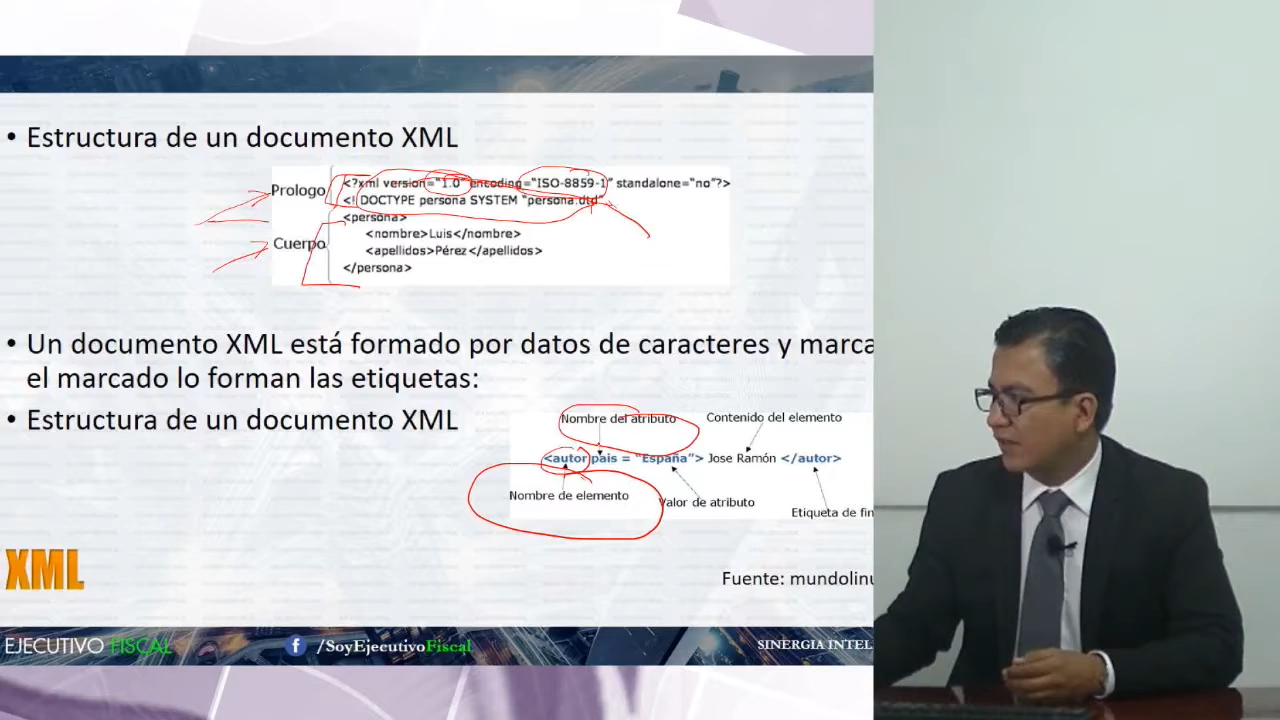 • Estructura de un documento XML
Prologo
<?xml version="1.0" encoding="ISO-8859-1" standalone="no"?>
<! DOCTYPE persona SYSTEM "persona.dtd"
<persona>
Cuerpo
<nombre>Luis</nombre>
<apellidos>Pérez</apellidos>
</persona>
• Un documento XML está formado por datos de caracteres y marca
el marcado lo forman las etiquetas:
• Estructura de un documento XML
Nombre del atributo
Contenido del elemento
<autor pais = "España"> Jose Ramón </autor>
Nombre de elemento
Valor de atributo
Etiqueta de fin
XML
Fuente: mundolinu
EJECUTIVO FISCAL
f /SoyEjecutivoFiscal
SINERGIA INTEL